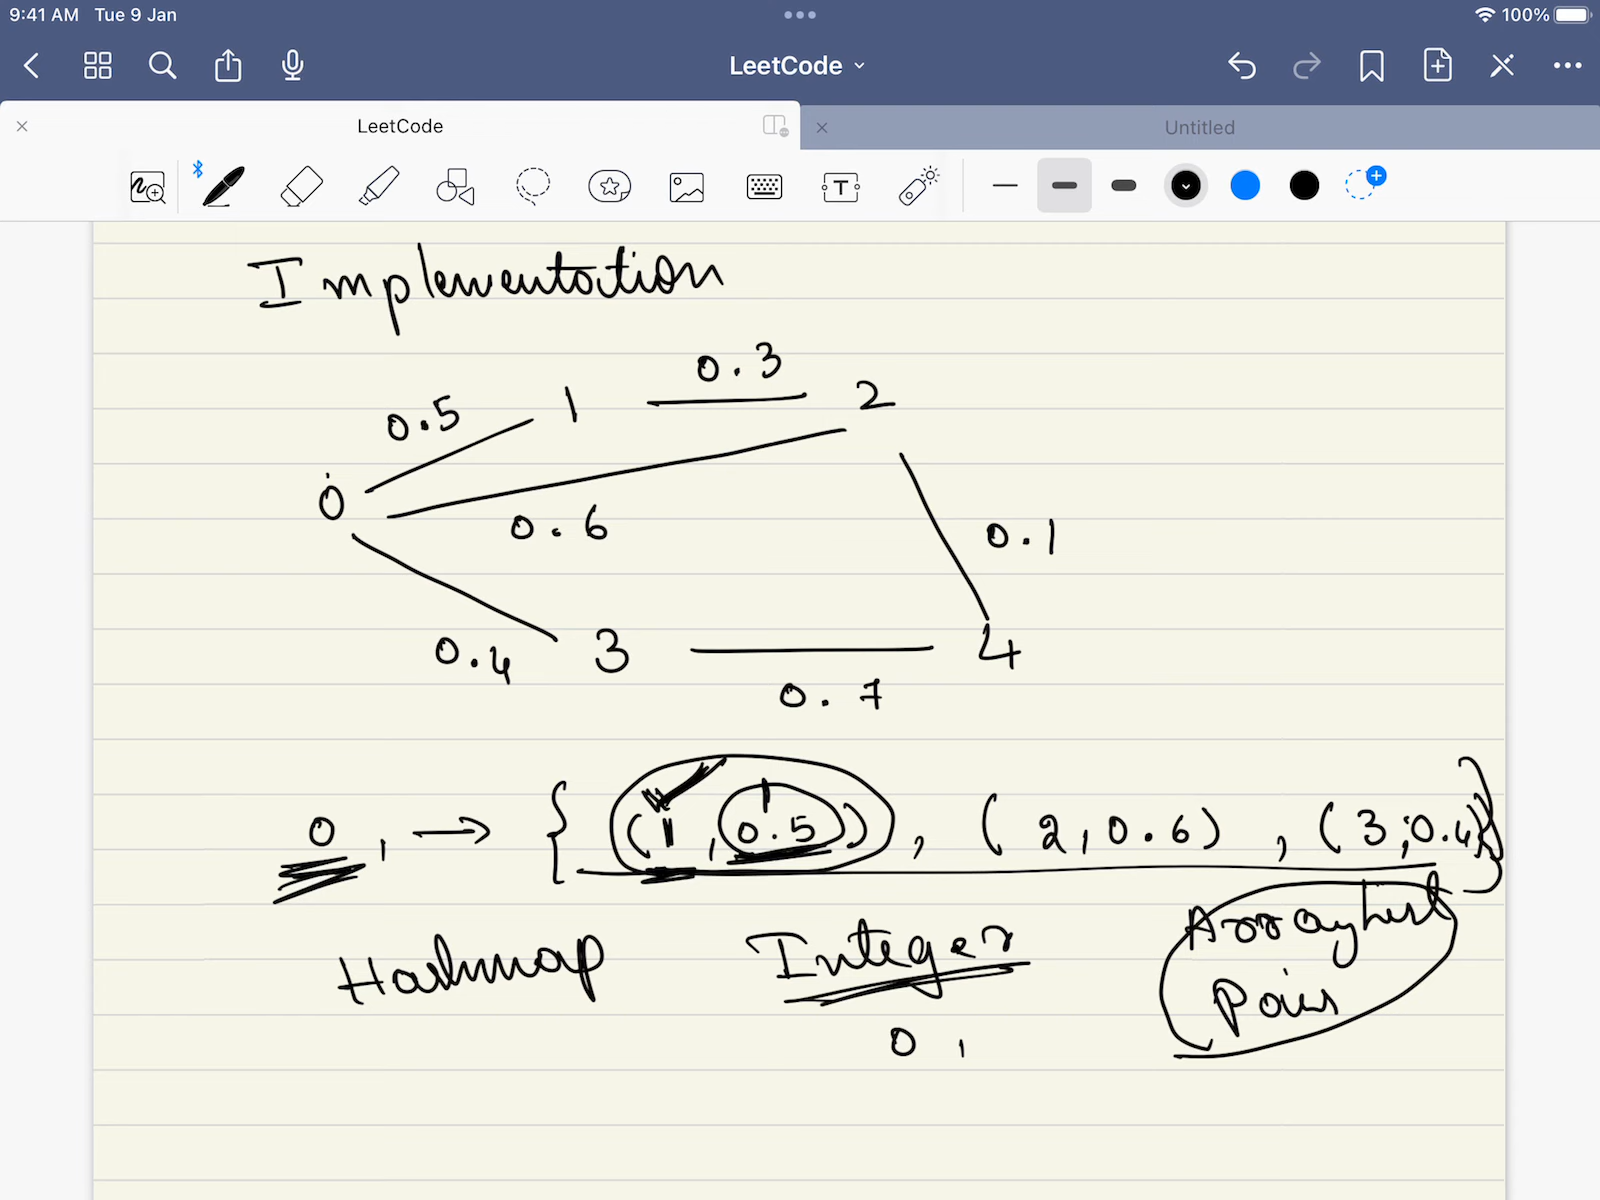 9:41 AM Tue 9 Jan
100%
LeetCode
LeetCode
Untitled
T
Implementation
0.3
0.5 1 2
0
0.6
0.1
0.4 3 4
0.7
0, → { (1, 0.5), (2, 0.6), (3, 0.4) }
Hashmap Integer ArrayList
Pairs
0,